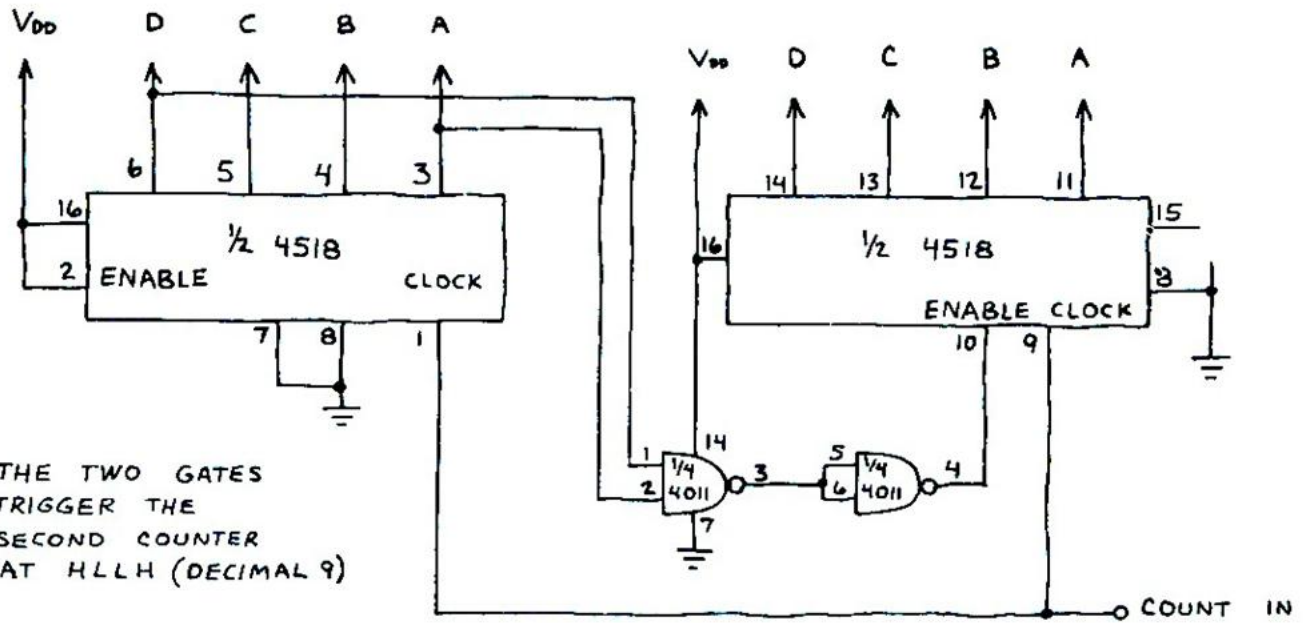 VDD D C B A
VDD D C B A
6 5 4 3
14 13 12 11
16
1/2 4518
16
1/2 4518
15
2 ENABLE CLOCK
8
ENABLE CLOCK
7 8 1
10 9
14
1 1/4 3
2 4011
7
5 1/4 4
6 4011
THE TWO GATES
TRIGGER THE
SECOND COUNTER
AT HLLH (DECIMAL 9)
COUNT IN